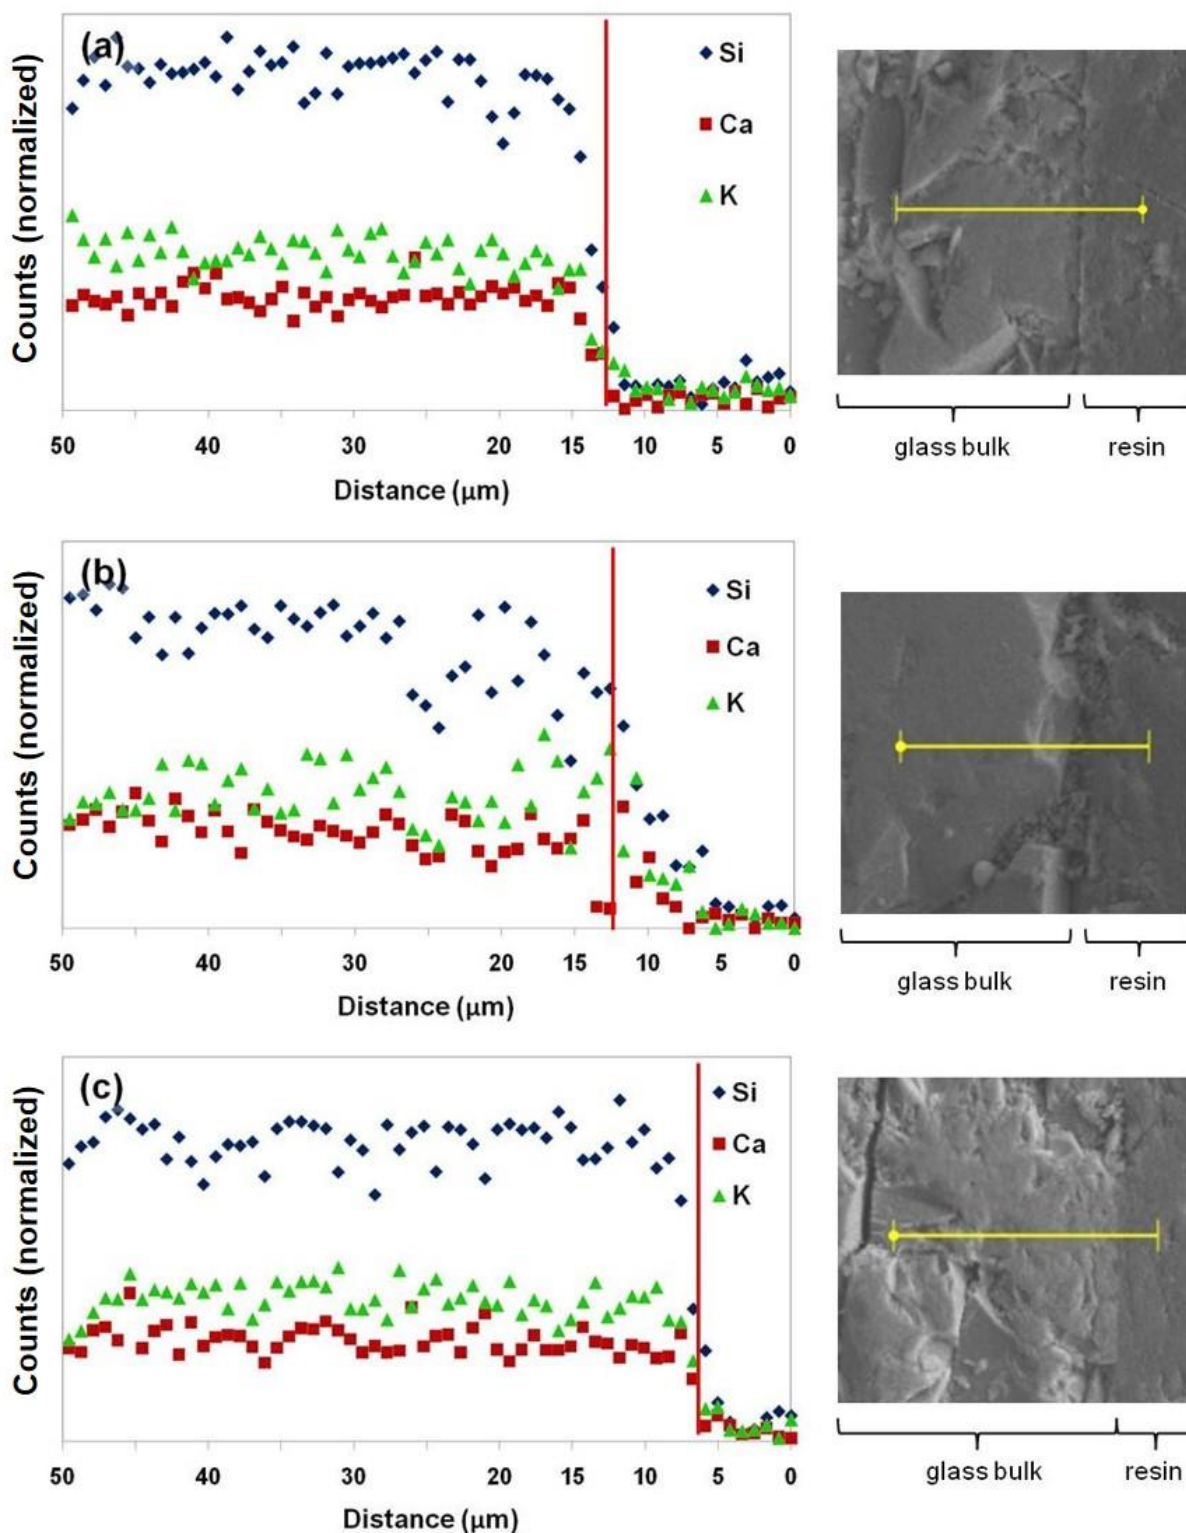 (a)
Si
Ca
K
Counts (normalized)
50 40 30 20 15 10 5 0
Distance (µm)
glass bulk resin
(b)
Si
Ca
K
Counts (normalized)
50 40 30 20 15 10 5 0
Distance (µm)
glass bulk resin
(c)
Si
Ca
K
Counts (normalized)
50 40 30 20 15 10 5 0
Distance (µm)
glass bulk resin